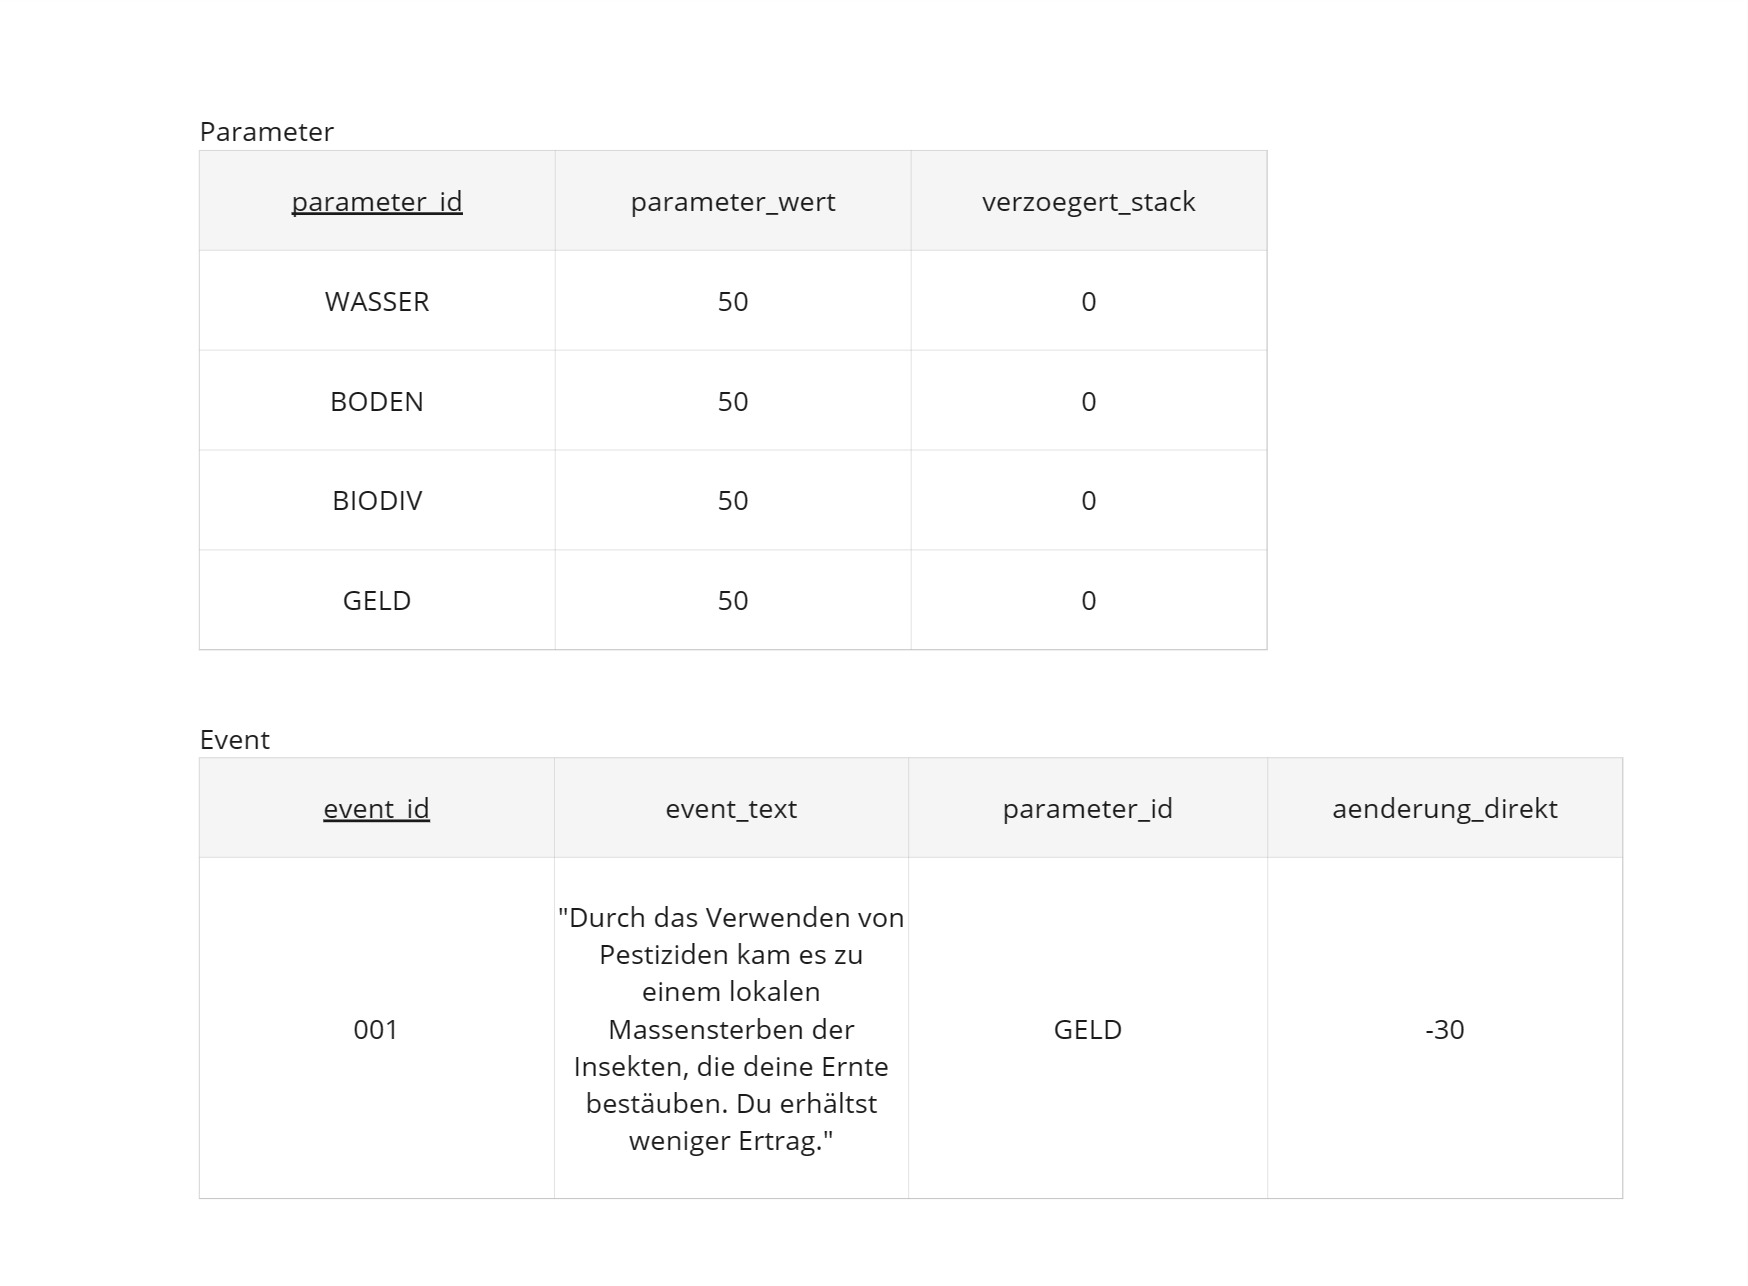 Parameter
parameter_id parameter_wert verzoegert_stack
WASSER 50 0
BODEN 50 0
BIODIV 50 0
GELD 50 0
Event
event_id event_text parameter_id aenderung_direkt
"Durch das Verwenden von
Pestiziden kam es zu
einem lokalen
001 Massensterben der GELD -30
Insekten, die deine Ernte
bestäuben. Du erhältst
weniger Ertrag."